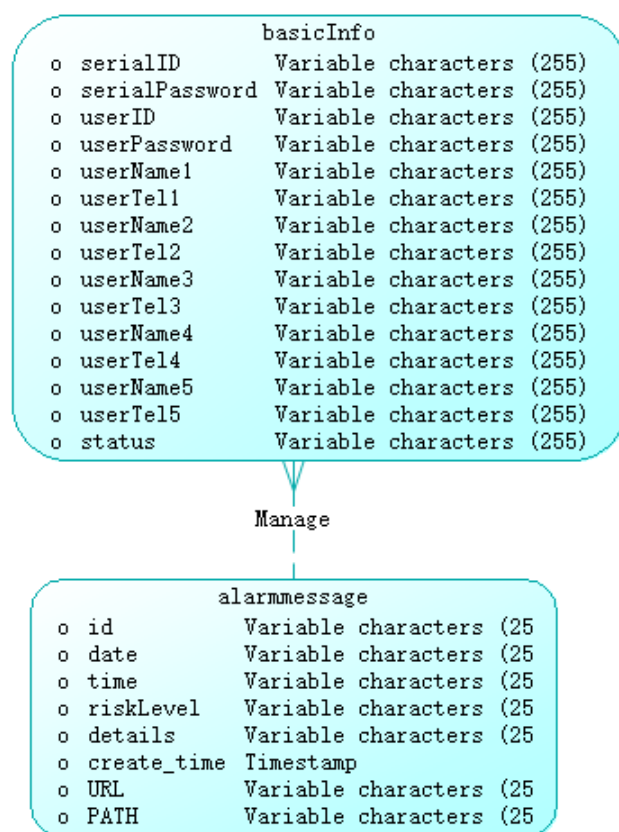 basicInfo
o serialID Variable characters (255)
o serialPassword Variable characters (255)
o userID Variable characters (255)
o userPassword Variable characters (255)
o userName1 Variable characters (255)
o userTel1 Variable characters (255)
o userName2 Variable characters (255)
o userTel2 Variable characters (255)
o userName3 Variable characters (255)
o userTel3 Variable characters (255)
o userName4 Variable characters (255)
o userTel4 Variable characters (255)
o userName5 Variable characters (255)
o userTel5 Variable characters (255)
o status Variable characters (255)
Manage
alarmmessage
o id Variable characters (25
o date Variable characters (25
o time Variable characters (25
o riskLevel Variable characters (25
o details Variable characters (25
o create_time Timestamp
o URL Variable characters (25
o PATH Variable characters (25